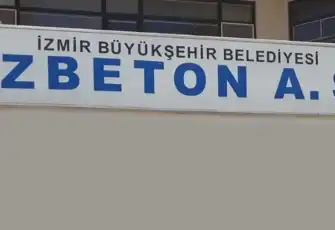 İZMİR BÜYÜKŞEHİR BELEDİYESİ
ZBETON A.